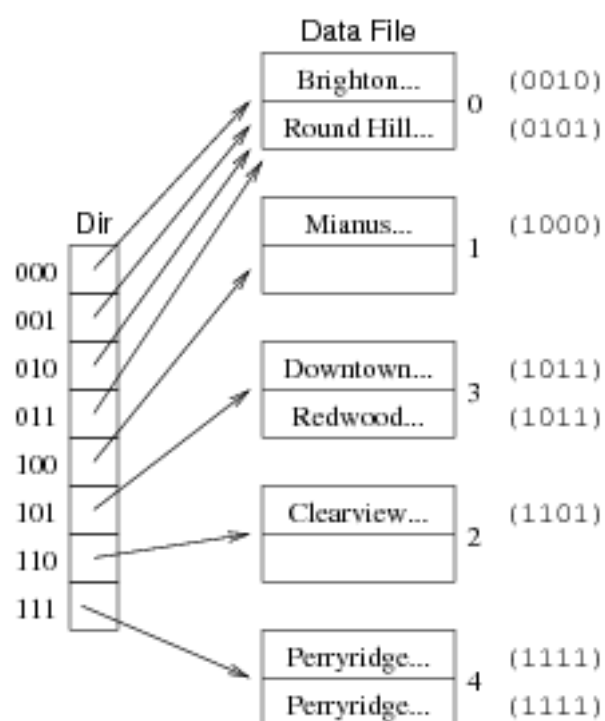 Data File
Brighton... 0 (0010)
Round Hill... (0101)
Mianus... 1 (1000)
Dir
000
001
010
011
100
101
110
111
Downtown... 3 (1011)
Redwood... (1011)
Clearview... 2 (1101)
Perryridge... 4 (1111)
Perryridge... (1111)